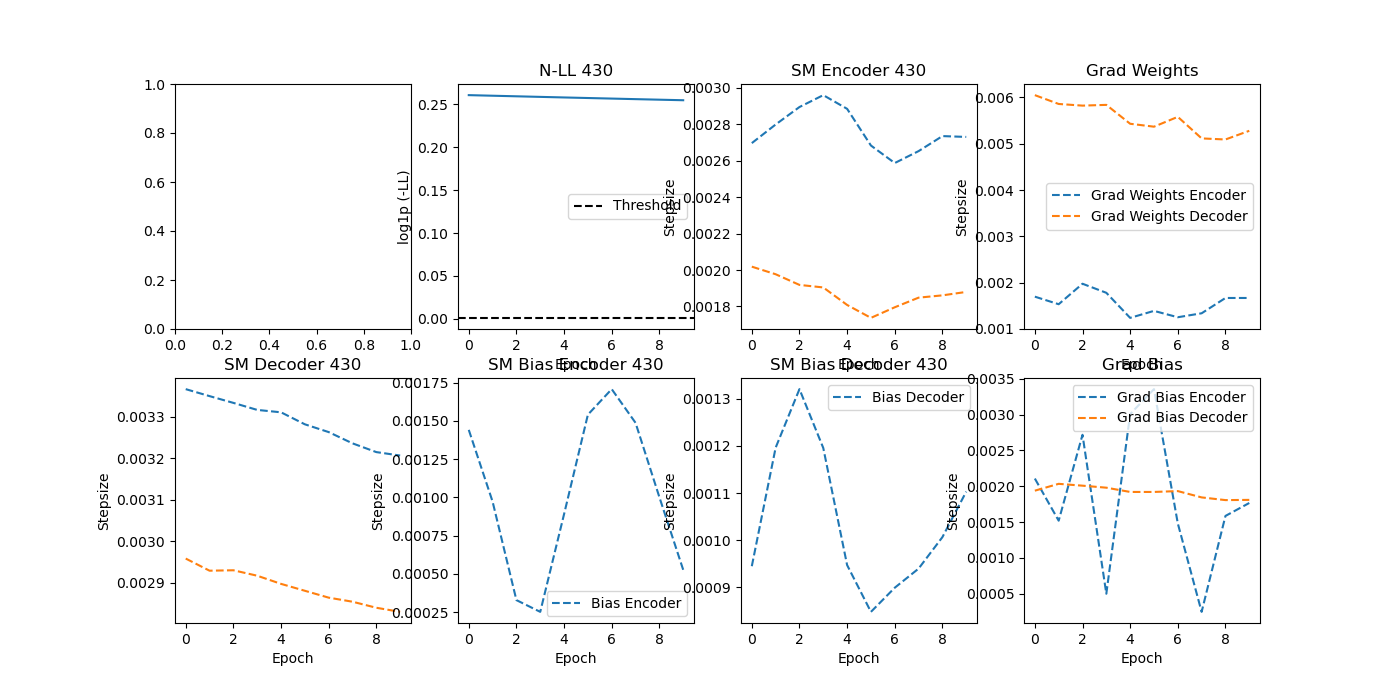 N-LL 430
SM Encoder 430
Grad Weights
1.0
0.8
0.6
0.4
0.2
0.0
0.0 0.2 0.4 0.6 0.8 1.0
log1p (-LL)
0.25
0.20
0.15
0.10
0.05
0.00
Threshold
0 2 4 6 8
Epoch
Stepsize
0.0030
0.0028
0.0026
0.0024
0.0022
0.0020
0.0018
0 2 4 6 8
Epoch
Stepsize
0.006
0.005
0.004
0.003
0.002
0.001
Grad Weights Encoder
Grad Weights Decoder
0 2 4 6 8
Epoch
SM Decoder 430
SM Bias Encoder 430
SM Bias Decoder 430
Grad Bias
Stepsize
0.0033
0.0032
0.0031
0.0030
0.0029
0 2 4 6 8
Epoch
Stepsize
0.00175
0.00150
0.00125
0.00100
0.00075
0.00050
0.00025
Bias Encoder
0 2 4 6 8
Epoch
Stepsize
0.0013
0.0012
0.0011
0.0010
0.0009
Bias Decoder
0 2 4 6 8
Epoch
Stepsize
0.0035
0.0030
0.0025
0.0020
0.0015
0.0010
0.0005
Grad Bias Encoder
Grad Bias Decoder
0 2 4 6 8
Epoch